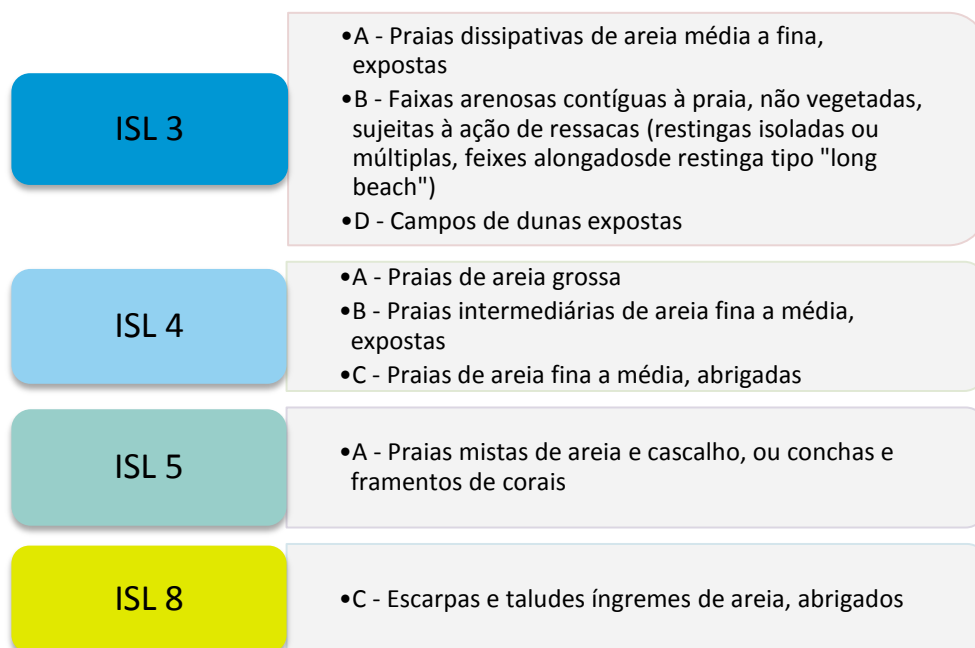 ISL 3
•A - Praias dissipativas de areia média a fina,
expostas
•B - Faixas arenosas contíguas à praia, não vegetadas,
sujeitas à ação de ressacas (restingas isoladas ou
múltiplas, feixes alongadosde restinga tipo "long
beach")
•D - Campos de dunas expostas
ISL 4
•A - Praias de areia grossa
•B - Praias intermediárias de areia fina a média,
expostas
•C - Praias de areia fina a média, abrigadas
ISL 5
•A - Praias mistas de areia e cascalho, ou conchas e
framentos de corais
ISL 8
•C - Escarpas e taludes íngremes de areia, abrigados